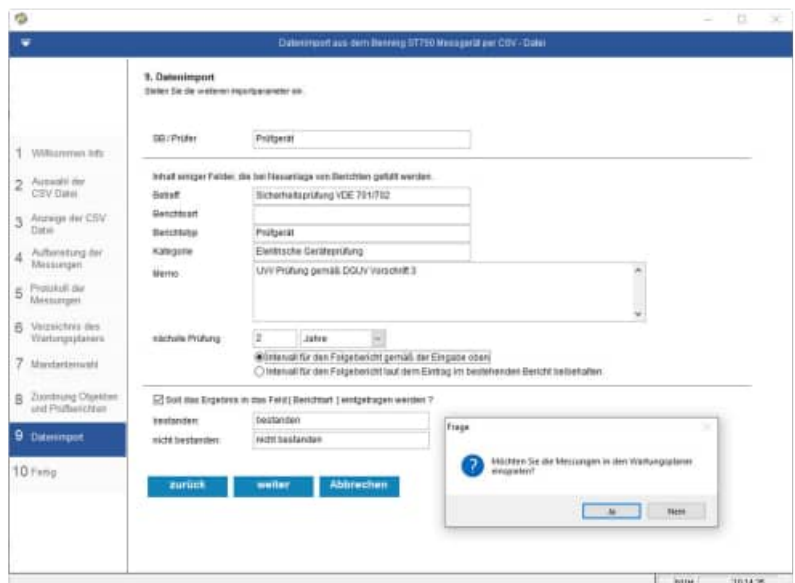 Datenimport aus dem Benning ST750 Messgerät per CSV - Datei
9. Datenimport
Stellen Sie die weiteren Importparameter ein.
SB / Prüfer
Prüfgerät
1 Willkommen Info
2 Auswahl der
CSV Datei
3 Anzeige der CSV
Datei
4 Aufbereitung der
Messungen
5 Protokoll der
Messungen
6 Verzeichnis des
Wartungsplaners
7 Mandantenwahl
8 Zuordnung Objekten
und Prüfberichten
9 Datenimport
10 Fertig
Inhalt einiger Felder, die bei Neuanlage von Berichten gefüllt werden.
Betreff
Sicherheitsprüfung VDE 701/702
Berichtsart
Berichtstyp
Prüfgerät
Kategorie
Elektrische Geräteprüfung
Memo
UVV Prüfung gemäß DGUV Vorschrift 3
nächste Prüfung
2
Jahre
Intervall für den Folgebericht gemäß der Eingabe oben
Intervall für den Folgebericht laut dem Eintrag im bestehenden Bericht beibehalten
Soll das Ergebnis in das Feld [ Berichtart ] eingetragen werden ?
bestanden:
bestanden
nicht bestanden:
nicht bestanden
zurück
weiter
Abbrechen
Frage
Möchten Sie die Messungen in den Wartungsplaner
einspielen?
Ja
Nein
NUM